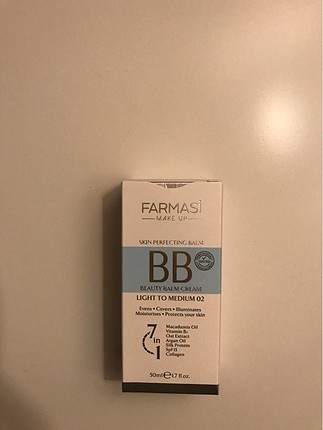 FARMASİ
MAKE UP
SKIN PERFECTING BALM
BB
BEAUTY BALM CREAM
LIGHT TO MEDIUM 02
Evens • Covers • Illuminates
Moisturises • Protects your skin
7 in 1
Macadamia Oil
Vitamin B5
Oat Extract
Argan Oil
Silk Protein
Spf 15
Collagen
50ml ℮ 1.7 fl.oz.